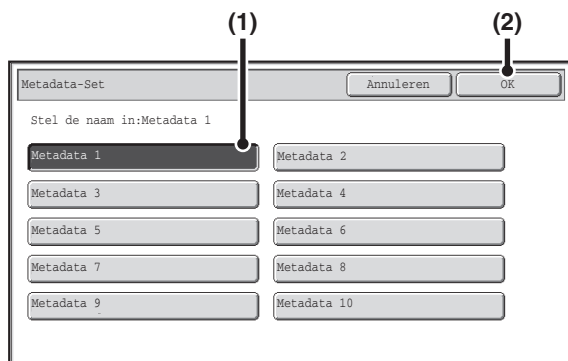 (1) (2)
Metadata-Set Annuleren OK
Stel de naam in:Metadata 1
Metadata 1 Metadata 2
Metadata 3 Metadata 4
Metadata 5 Metadata 6
Metadata 7 Metadata 8
Metadata 9 Metadata 10